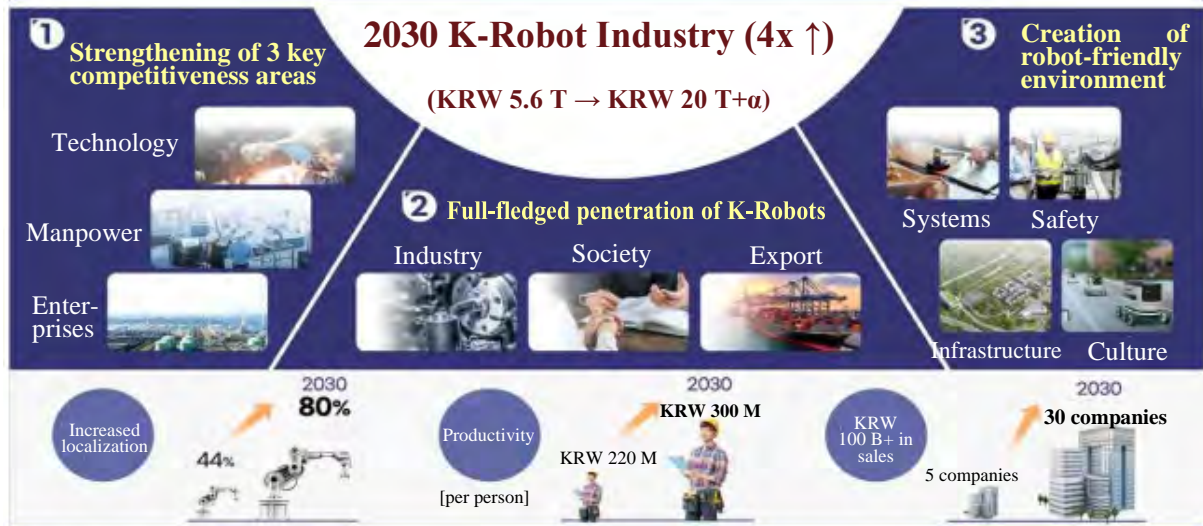 2030 K-Robot Industry (4x ↑)
(KRW 5.6 T → KRW 20 T+α)
1
Strengthening of 3 key
competitiveness areas
Technology
Manpower
Enter-
prises
2 Full-fledged penetration of K-Robots
Industry
Society
Export
3
Creation of
robot-friendly
environment
Systems
Safety
Infrastructure
Culture
Increased
localization
44%
2030
80%
Productivity
[per person]
KRW 220 M
2030
KRW 300 M
KRW
100 B+ in
sales
5 companies
2030
30 companies